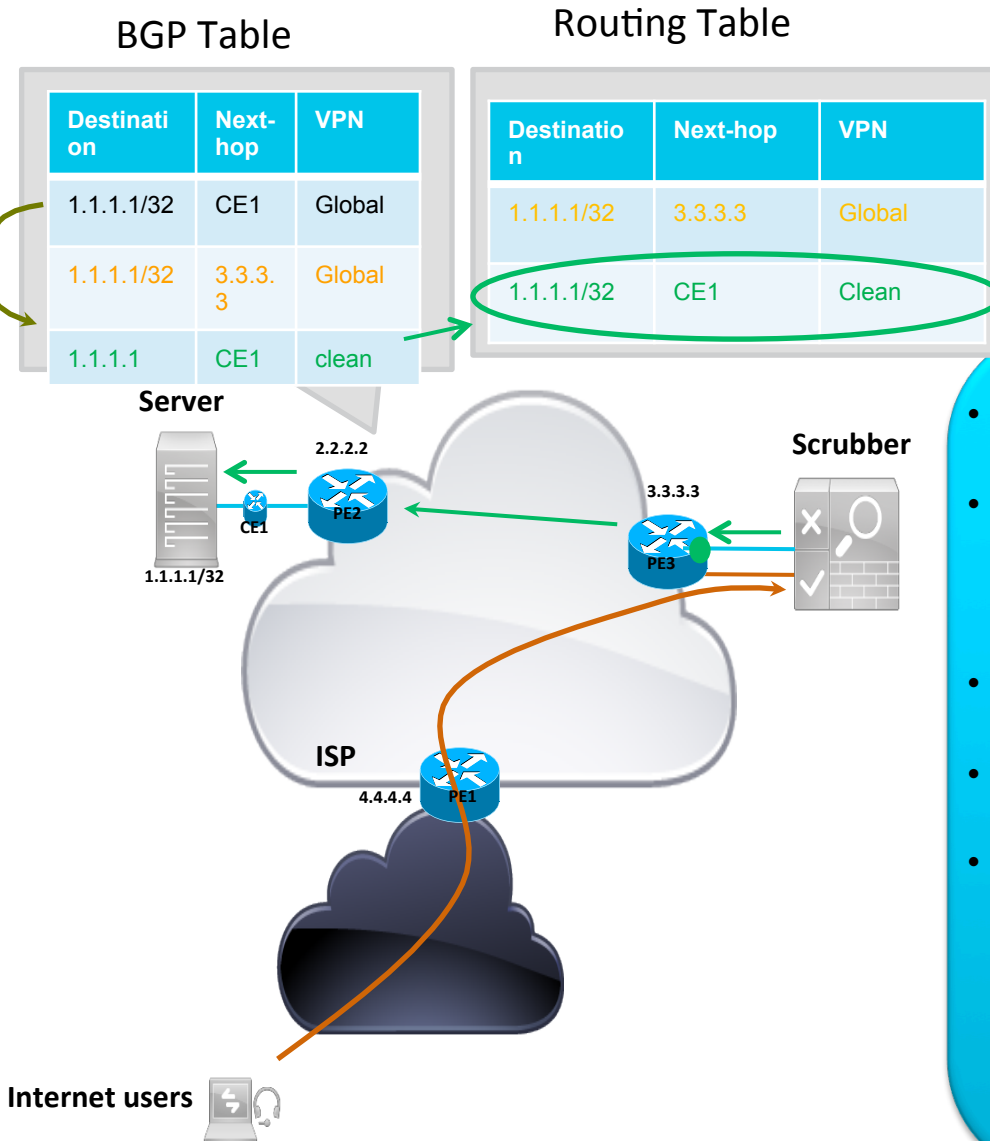 BGP Table
Routing Table
Destinati
on
Next-
hop
VPN
1.1.1.1/32
CE1
Global
1.1.1.1/32
3.3.3.
3
Global
1.1.1.1
CE1
clean
Destinatio
n
Next-hop
VPN
1.1.1.1/32
3.3.3.3
Global
1.1.1.1/32
CE1
Clean
Server
2.2.2.2
Scrubber
3.3.3.3
PE2
CE1
PE3
1.1.1.1/32
ISP
4.4.4.4
PE1
Internet users